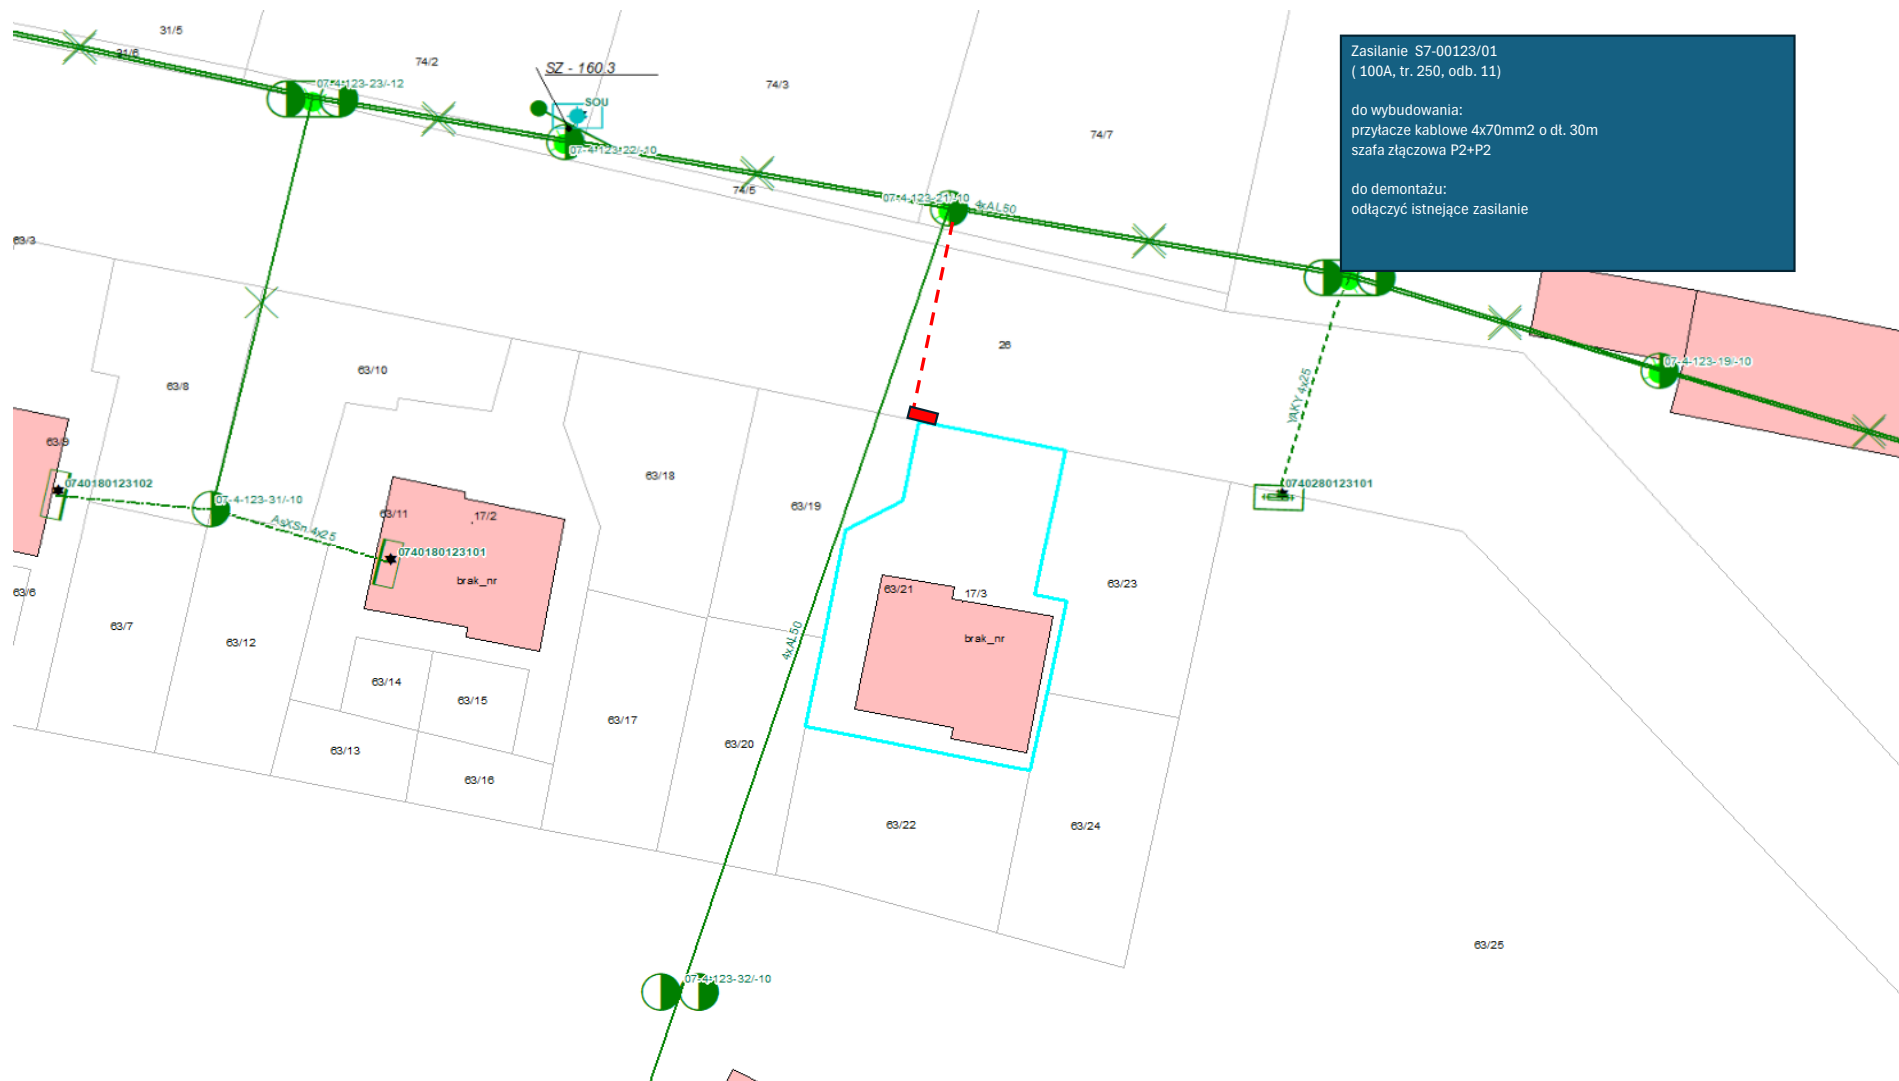 31/5
31/6
74/2
07-4-123-23/-12
SZ - 160.3
SOU
74/3
07-4-123-22/-10
74/5
74/7
07-4-123-21/-10
4xAL50
Zasilanie S7-00123/01
( 100A, tr. 250, odb. 11)
do wybudowania:
przyłacze kablowe 4x70mm2 o dł. 30m
szafa złączowa P2+P2
do demontażu:
odłączyć istnejące zasilanie
63/3
26
07-4-123-19/-10
63/8
63/10
YAKY 4x25
63/9
0740180123102
07-4-123-31/-10
AsXSn 4x25
63/11
17/2
0740180123101
brak_nr
63/18
63/19
0740280123101
63/6
63/7
63/12
63/14
63/15
63/13
63/16
63/17
63/20
4xAL50
63/21
17/3
brak_nr
63/23
63/22
63/24
63/25
07-4-123-32/-10